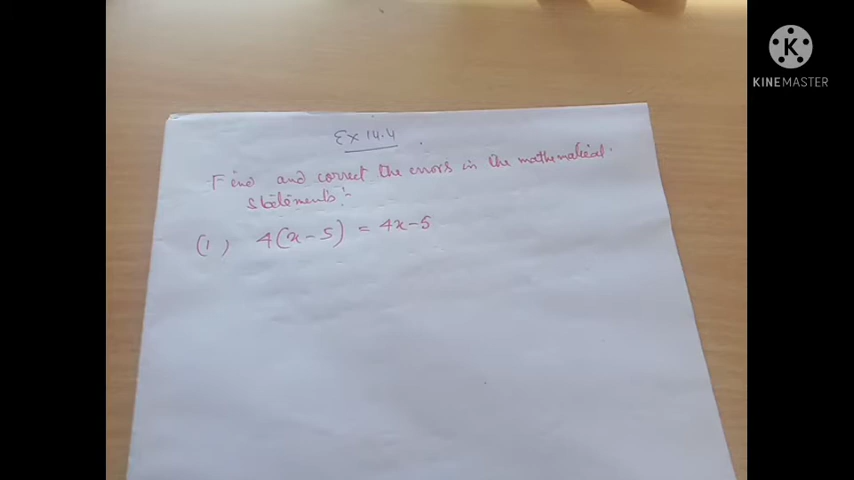 Ex 14.4
Find and correct the errors in the mathematical
statements:-
(1) 4(x-5) = 4x-5
K
KINEMASTER